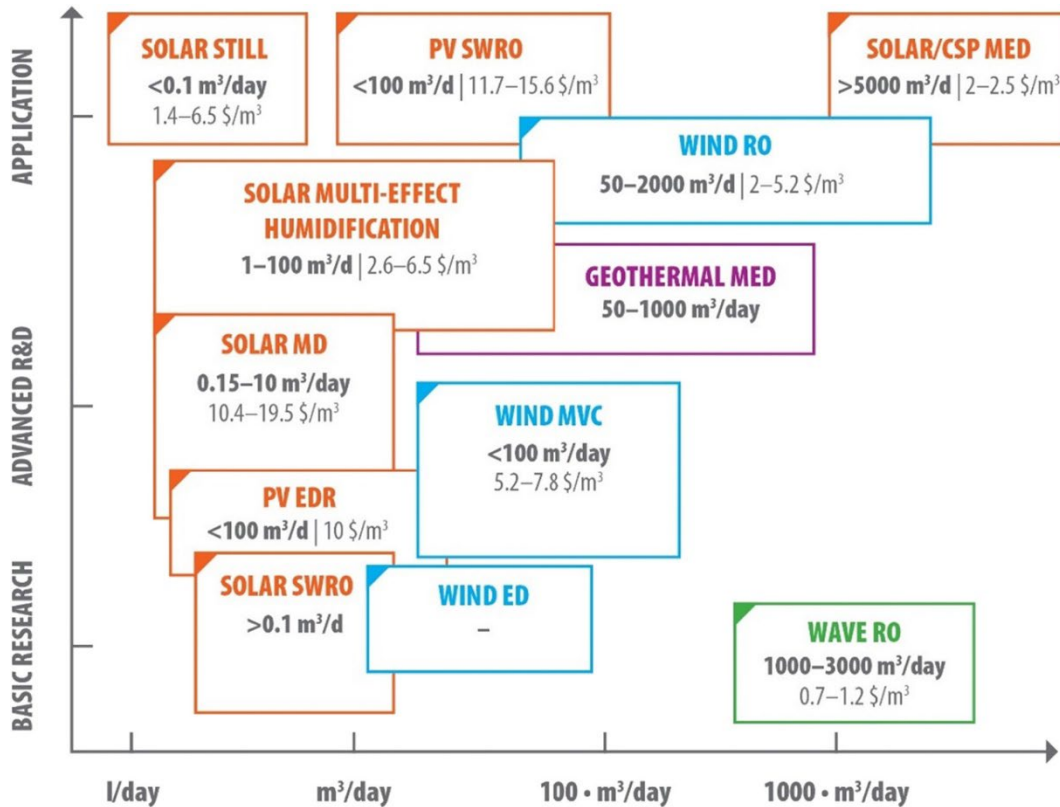 APPLICATION
SOLAR STILL
<0.1 m³/day
1.4–6.5 $/m³
PV SWRO
<100 m³/d | 11.7–15.6 $/m³
SOLAR/CSP MED
>5000 m³/d | 2–2.5 $/m³
WIND RO
50–2000 m³/d | 2–5.2 $/m³
SOLAR MULTI-EFFECT
HUMIDIFICATION
1–100 m³/d | 2.6–6.5 $/m³
GEOTHERMAL MED
50–1000 m³/day
ADVANCED R&D
SOLAR MD
0.15–10 m³/day
10.4–19.5 $/m³
WIND MVC
<100 m³/day
5.2–7.8 $/m³
PV EDR
<100 m³/d | 10 $/m³
BASIC RESEARCH
SOLAR SWRO
>0.1 m³/d
WIND ED
–
WAVE RO
1000–3000 m³/day
0.7–1.2 $/m³
l/day
m³/day
100 • m³/day
1000 • m³/day